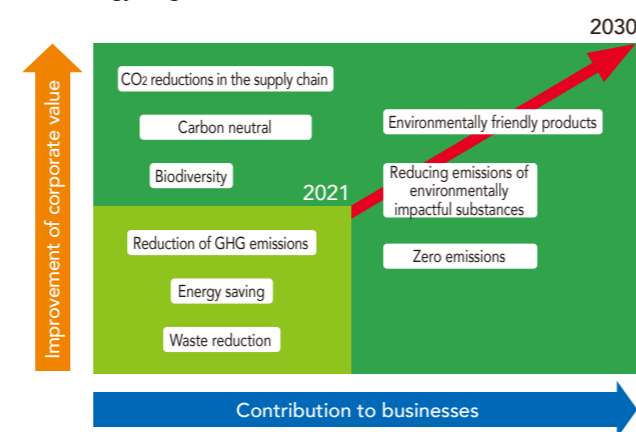 2030
CO2 reductions in the supply chain
Carbon neutral
Biodiversity
2021
Environmentally friendly products
Reducing emissions of
environmentally
impactful substances
Zero emissions
Reduction of GHG emissions
Energy saving
Waste reduction
Improvement of corporate value
Contribution to businesses